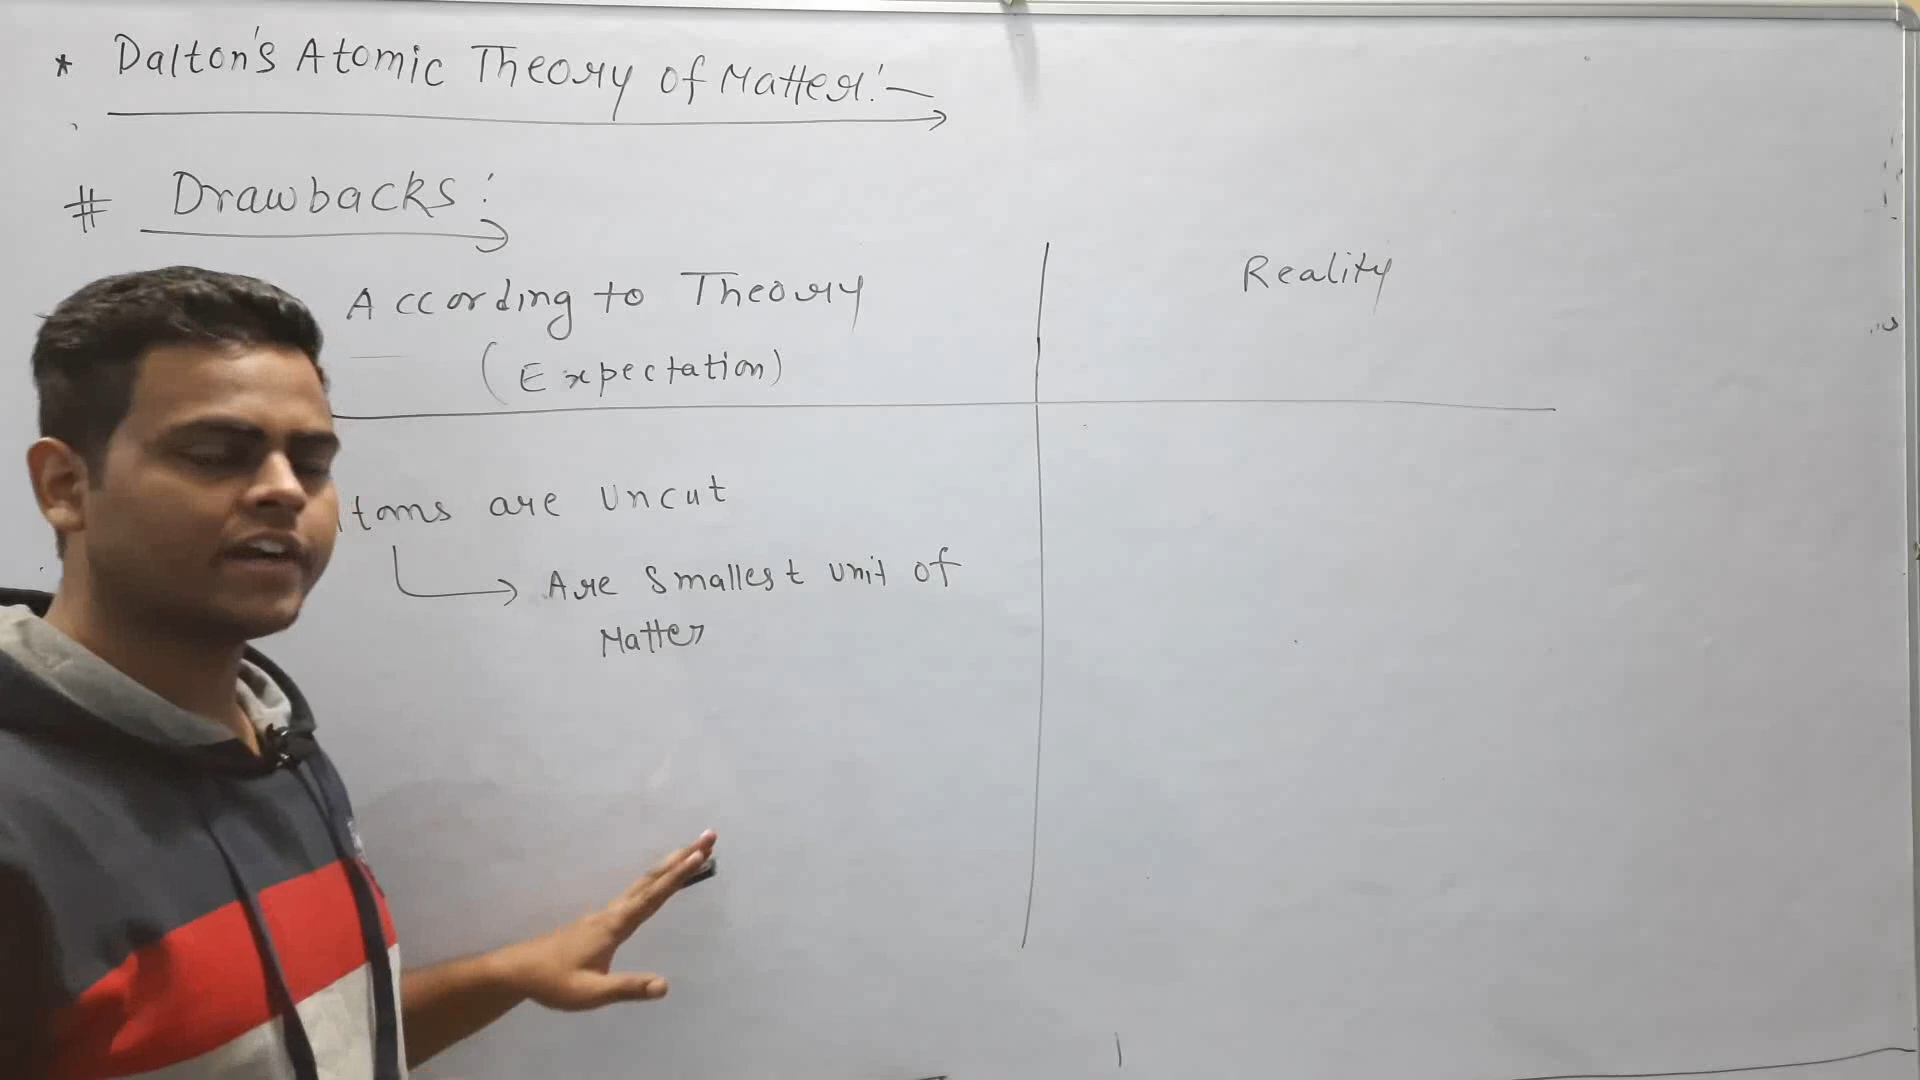 * Dalton's Atomic Theory of Matter:-
# Drawbacks:
According to Theory
(Expectation)
Reality
toms are uncut
Are smallest unit of
Matter